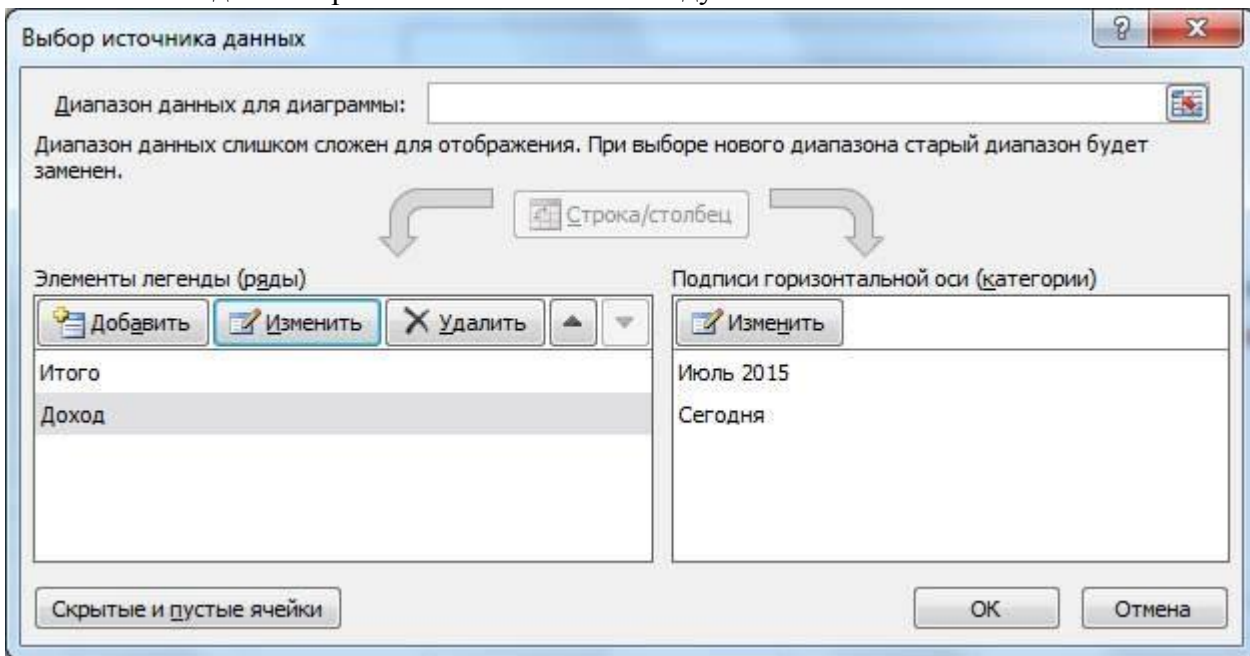 Выбор источника данных
Диапазон данных для диаграммы:
Диапазон данных слишком сложен для отображения. При выборе нового диапазона старый диапазон будет
заменен.
Строка/столбец
Элементы легенды (ряды)
Добавить Изменить Удалить
Итого
Доход
Подписи горизонтальной оси (категории)
Изменить
Июль 2015
Сегодня
Скрытые и пустые ячейки
ОК Отмена